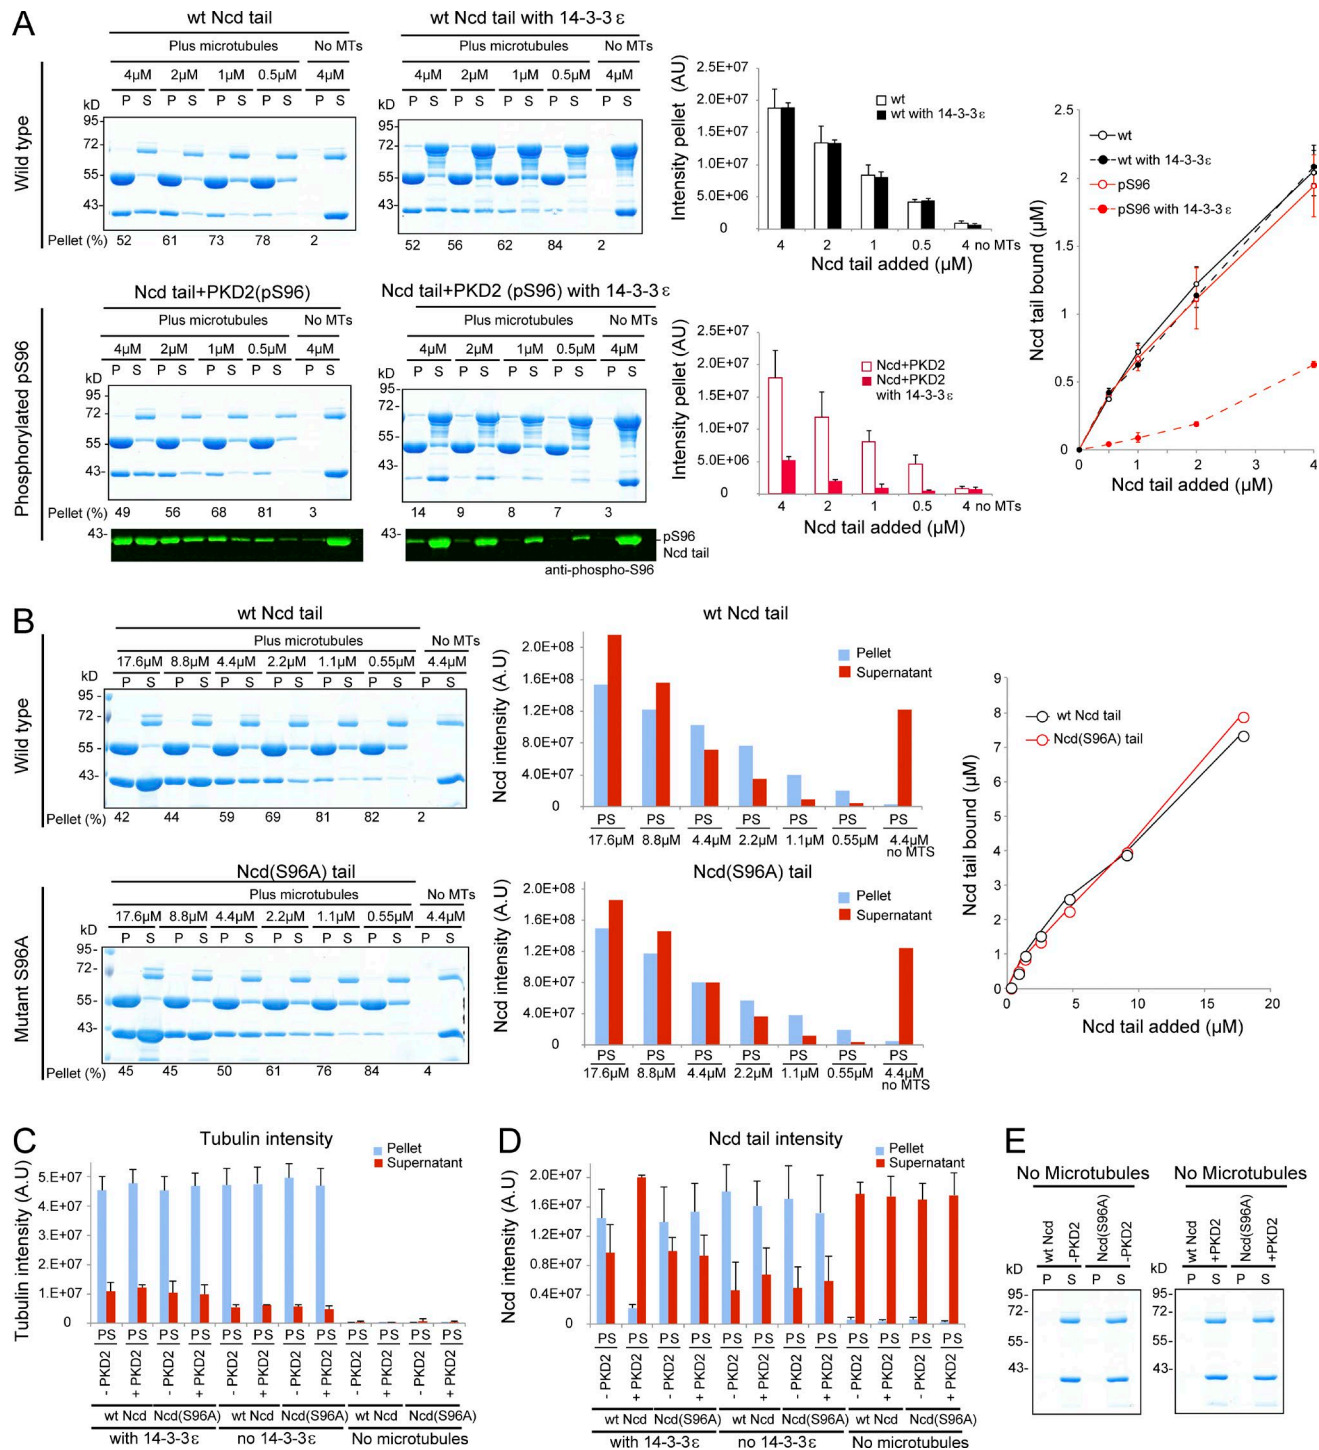 A
wt Ncd tail
Plus microtubules No MTs
4µM 2µM 1µM 0.5µM 4µM
kD P S P S P S P S P S
95-
72-
55-
43-
Pellet (%) 52 61 73 78 2
Wild type
wt Ncd tail with 14-3-3ε
Plus microtubules No MTs
4µM 2µM 1µM 0.5µM 4µM
kD P S P S P S P S P S
95-
72-
55-
43-
52 56 62 84 2
Intensity pellet (AU)
2.5E+07
2.0E+07
1.5E+07
1.0E+07
5.0E+06
0
wt
wt with 14-3-3ε
4 2 1 0.5 4 no MTs
Ncd tail added (µM)
Ncd tail bound (µM)
2.5
2
1.5
1
0.5
0
wt
wt with 14-3-3ε
pS96
pS96 with 14-3-3ε
0 1 2 3 4
Ncd tail added (µM)
Phosphorylated pS96
Ncd tail+PKD2(pS96)
Plus microtubules No MTs
4µM 2µM 1µM 0.5µM 4µM
kD P S P S P S P S P S
95-
72-
55-
43-
Pellet (%) 49 56 68 81 3
43-
Ncd tail+PKD2 (pS96) with 14-3-3ε
Plus microtubules No MTs
4µM 2µM 1µM 0.5µM 4µM
kD P S P S P S P S P S
95-
72-
55-
43-
14 9 8 7 3
43-
pS96
Ncd tail
anti-phospho-S96
Intensity pellet (AU)
2.5E+07
2.0E+07
1.5E+07
1.0E+07
5.0E+06
0
Ncd+PKD2
Ncd+PKD2
with 14-3-3ε
4 2 1 0.5 4 no MTs
Ncd tail added (µM)
B
wt Ncd tail
Plus microtubules No MTs
17.6µM 8.8µM 4.4µM 2.2µM 1.1µM 0.55µM 4.4µM
kD P S P S P S P S P S P S P S
95-
72-
55-
43-
Pellet (%) 42 44 59 69 81 82 2
Wild type
wt Ncd tail
Ncd intensity (A.U)
2.0E+08
1.6E+08
1.2E+08
8.0E+07
4.0E+07
0
Pellet
Supernatant
PS PS PS PS PS PS PS
17.6µM 8.8µM 4.4µM 2.2µM 1.1µM 0.55µM 4.4µM
no MTS
Ncd tail bound (µM)
9
8
7
6
5
4
3
2
1
0
wt Ncd tail
Ncd(S96A) tail
0 5 10 15 20
Ncd tail added (µM)
Mutant S96A
Ncd(S96A) tail
Plus microtubules No MTs
17.6µM 8.8µM 4.4µM 2.2µM 1.1µM 0.55µM 4.4µM
kD P S P S P S P S P S P S P S
95-
72-
55-
43-
Pellet (%) 45 45 50 61 76 84 4
Ncd(S96A) tail
Ncd intensity (A.U)
2.0E+08
1.6E+08
1.2E+08
8.0E+07
4.0E+07
0
Pellet
Supernatant
PS PS PS PS PS PS PS
17.6µM 8.8µM 4.4µM 2.2µM 1.1µM 0.55µM 4.4µM
no MTS
C
Tubulin intensity
Pellet
Supernatant
Tubulin intensity (A.U)
5.E+07
4.E+07
3.E+07
2.E+07
1.E+07
0
PS PS PS PS PS PS PS PS PS PS PS PS
- PKD2 + PKD2 - PKD2 + PKD2 - PKD2 + PKD2 - PKD2 + PKD2 - PKD2 + PKD2 - PKD2 + PKD2
wt Ncd Ncd(S96A) wt Ncd Ncd(S96A) wt Ncd Ncd(S96A)
with 14-3-3ε no 14-3-3ε No microtubules
D
Ncd tail intensity
Pellet
Supernatant
Ncd intensity (A.U)
2.0E+07
1.6E+07
1.2E+07
0.8E+07
0.4E+07
0
PS PS PS PS PS PS PS PS PS PS PS PS
- PKD2 + PKD2 - PKD2 + PKD2 - PKD2 + PKD2 - PKD2 + PKD2 - PKD2 + PKD2 - PKD2 + PKD2
wt Ncd Ncd(S96A) wt Ncd Ncd(S96A) wt Ncd Ncd(S96A)
with 14-3-3ε no 14-3-3ε No microtubules
E
No Microtubules
wt Ncd
-PKD2
Ncd(S96A)
-PKD2
kD P S P S
95-
72-
55-
43-
No Microtubules
wt Ncd
+PKD2
Ncd(S96A)
+PKD2
kD P S P S
95-
72-
55-
43-